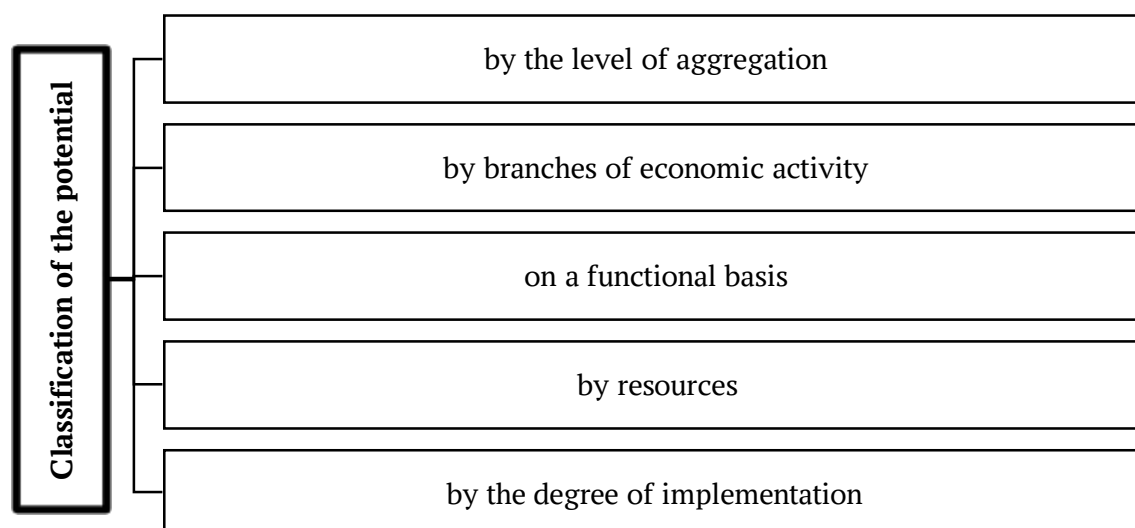 Classification of the potential
by the level of aggregation
by branches of economic activity
on a functional basis
by resources
by the degree of implementation